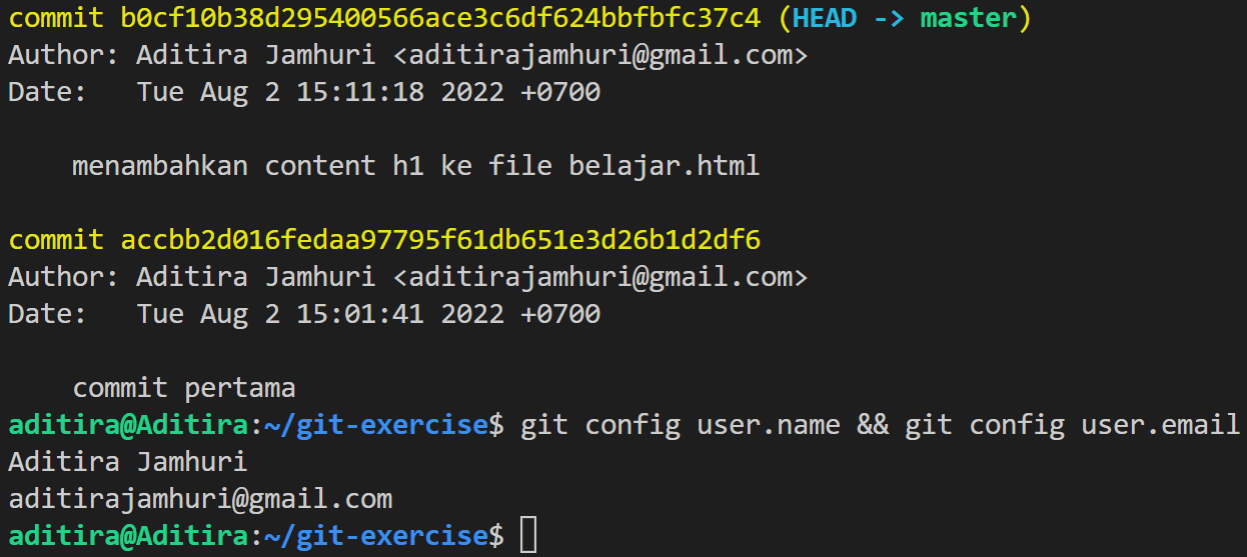 commit b0cf10b38d295400566ace3c6df624bbfbfc37c4 (HEAD -> master)
Author: Aditira Jamhuri <aditirajamhuri@gmail.com>
Date:   Tue Aug 2 15:11:18 2022 +0700
    menambahkan content h1 ke file belajar.html
commit accbb2d016fedaa97795f61db651e3d26b1d2df6
Author: Aditira Jamhuri <aditirajamhuri@gmail.com>
Date:   Tue Aug 2 15:01:41 2022 +0700
    commit pertama
aditira@Aditira:~/git-exercise$ git config user.name && git config user.email
Aditira Jamhuri
aditirajamhuri@gmail.com
aditira@Aditira:~/git-exercise$